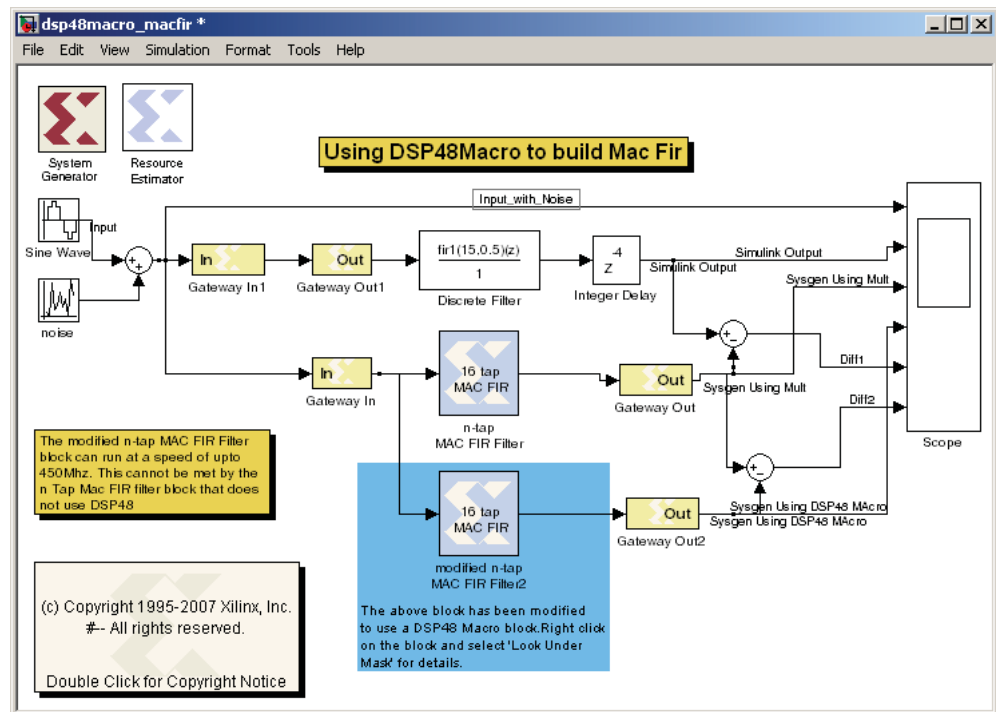 dsp48macro_macfir *
File Edit View Simulation Format Tools Help
System
Generator
Resource
Estimator
Using DSP48Macro to build Mac Fir
Input_with_Noise
Input
Sine Wave
++
In
Gateway In1
Out
Gateway Out1
fir1(15,0.5)(z)
1
Discrete Filter
-4
Z
Integer Delay
Simulink Output
Simulink Output
Sysgen Using Mult
noise
In
Gateway In
16 tap
MAC FIR
n-tap
MAC FIR Filter
Out
Gateway Out
Sysgen Using Mult
+-
Diff1
Diff2
Scope
The modified n-tap MAC FIR Filter
block can run at a speed of upto
450Mhz. This cannot be met by the
n Tap Mac FIR filter block that does
not use DSP48
16 tap
MAC FIR
modified n-tap
MAC FIR Filter2
Out
Gateway Out2
+-
Sysgen Using DSP48 MAcro
Sysgen Using DSP48 MAcro
The above block has been modified
to use a DSP48 Macro block.Right click
on the block and select 'Look Under
Mask' for details.
(c) Copyright 1995-2007 Xilinx, Inc.
#-- All rights reserved.
Double Click for Copyright Notice